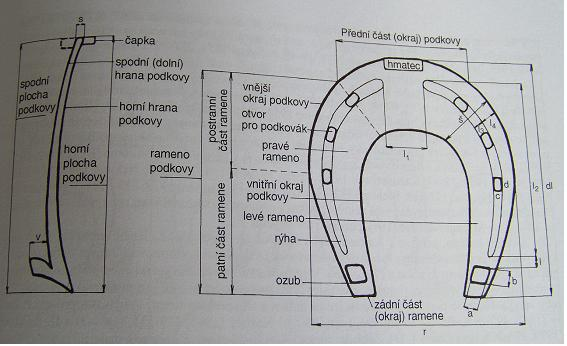 s
čapka
spodní (dolní)
hrana podkovy
spodní
plocha
podkovy
horní hrana
podkovy
horní
plocha
podkovy
v
Přední část (okraj) podkovy
hmatec
vnější
okraj podkovy
otvor
pro podkovák
pravé
rameno
postranní
část ramene
rameno
podkovy
vnitřní okraj
podkovy
levé rameno
patní část ramene
rýha
ozub
zádní část
(okraj) ramene
l1
š
l4
l3
d
c
l2
dl
l
b
a
r